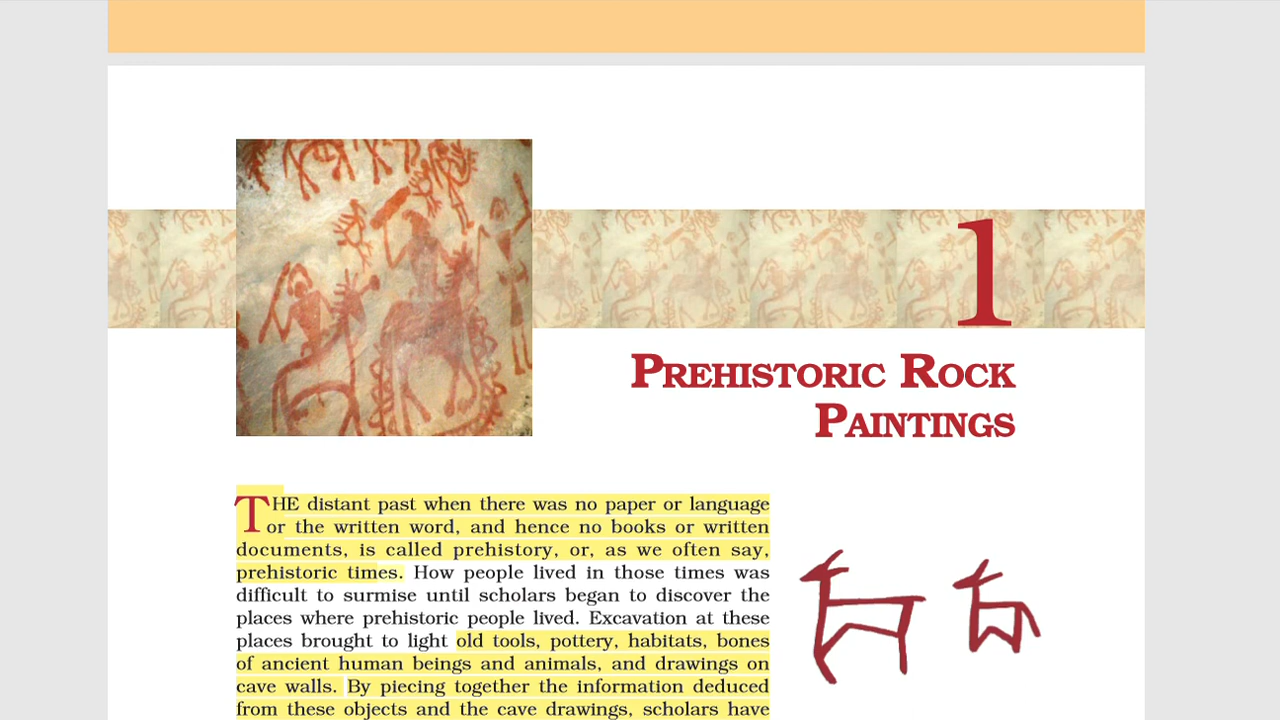 1
PREHISTORIC ROCK
PAINTINGS
THE distant past when there was no paper or language
or the written word, and hence no books or written
documents, is called prehistory, or, as we often say,
prehistoric times. How people lived in those times was
difficult to surmise until scholars began to discover the
places where prehistoric people lived. Excavation at these
places brought to light old tools, pottery, habitats, bones
of ancient human beings and animals, and drawings on
cave walls. By piecing together the information deduced
from these objects and the cave drawings, scholars have